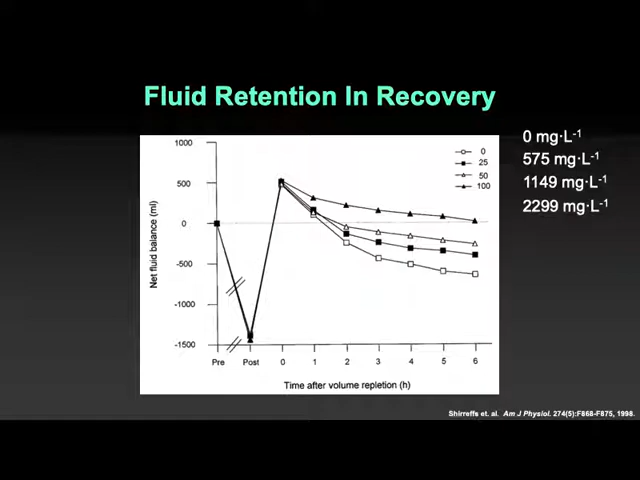 Fluid Retention In Recovery
0 mg·L-1
575 mg·L-1
1149 mg·L-1
2299 mg·L-1
0
25
50
100
1000
500
0
-500
-1000
-1500
Net fluid balance (ml)
Pre Post 0 1 2 3 4 5 6
Time after volume repletion (h)
Shirreffs et. al. Am J Physiol. 274(5):F868-F875, 1998.